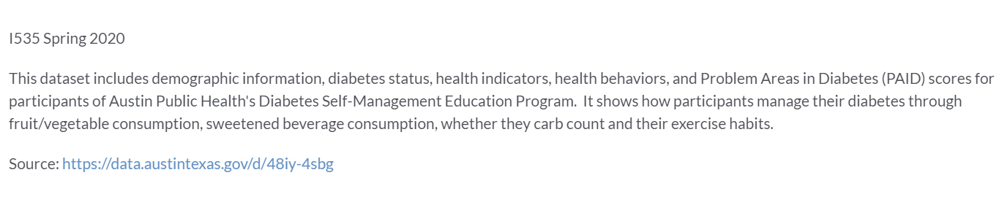 I535 Spring 2020
This dataset includes demographic information, diabetes status, health indicators, health behaviors, and Problem Areas in Diabetes (PAID) scores for
participants of Austin Public Health's Diabetes Self-Management Education Program.  It shows how participants manage their diabetes through
fruit/vegetable consumption, sweetened beverage consumption, whether they carb count and their exercise habits.
Source: https://data.austintexas.gov/d/48iy-4sbg